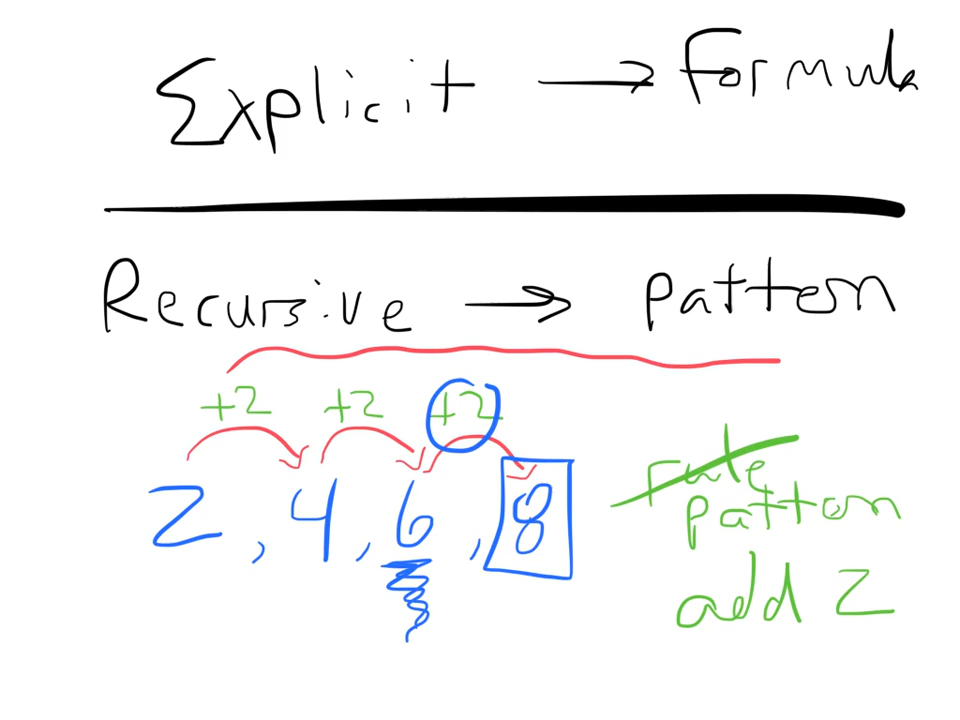 Explicit → Formula
Recursive → pattern
+2 +2 +2
2, 4, 6, 8
rule
pattern
add 2